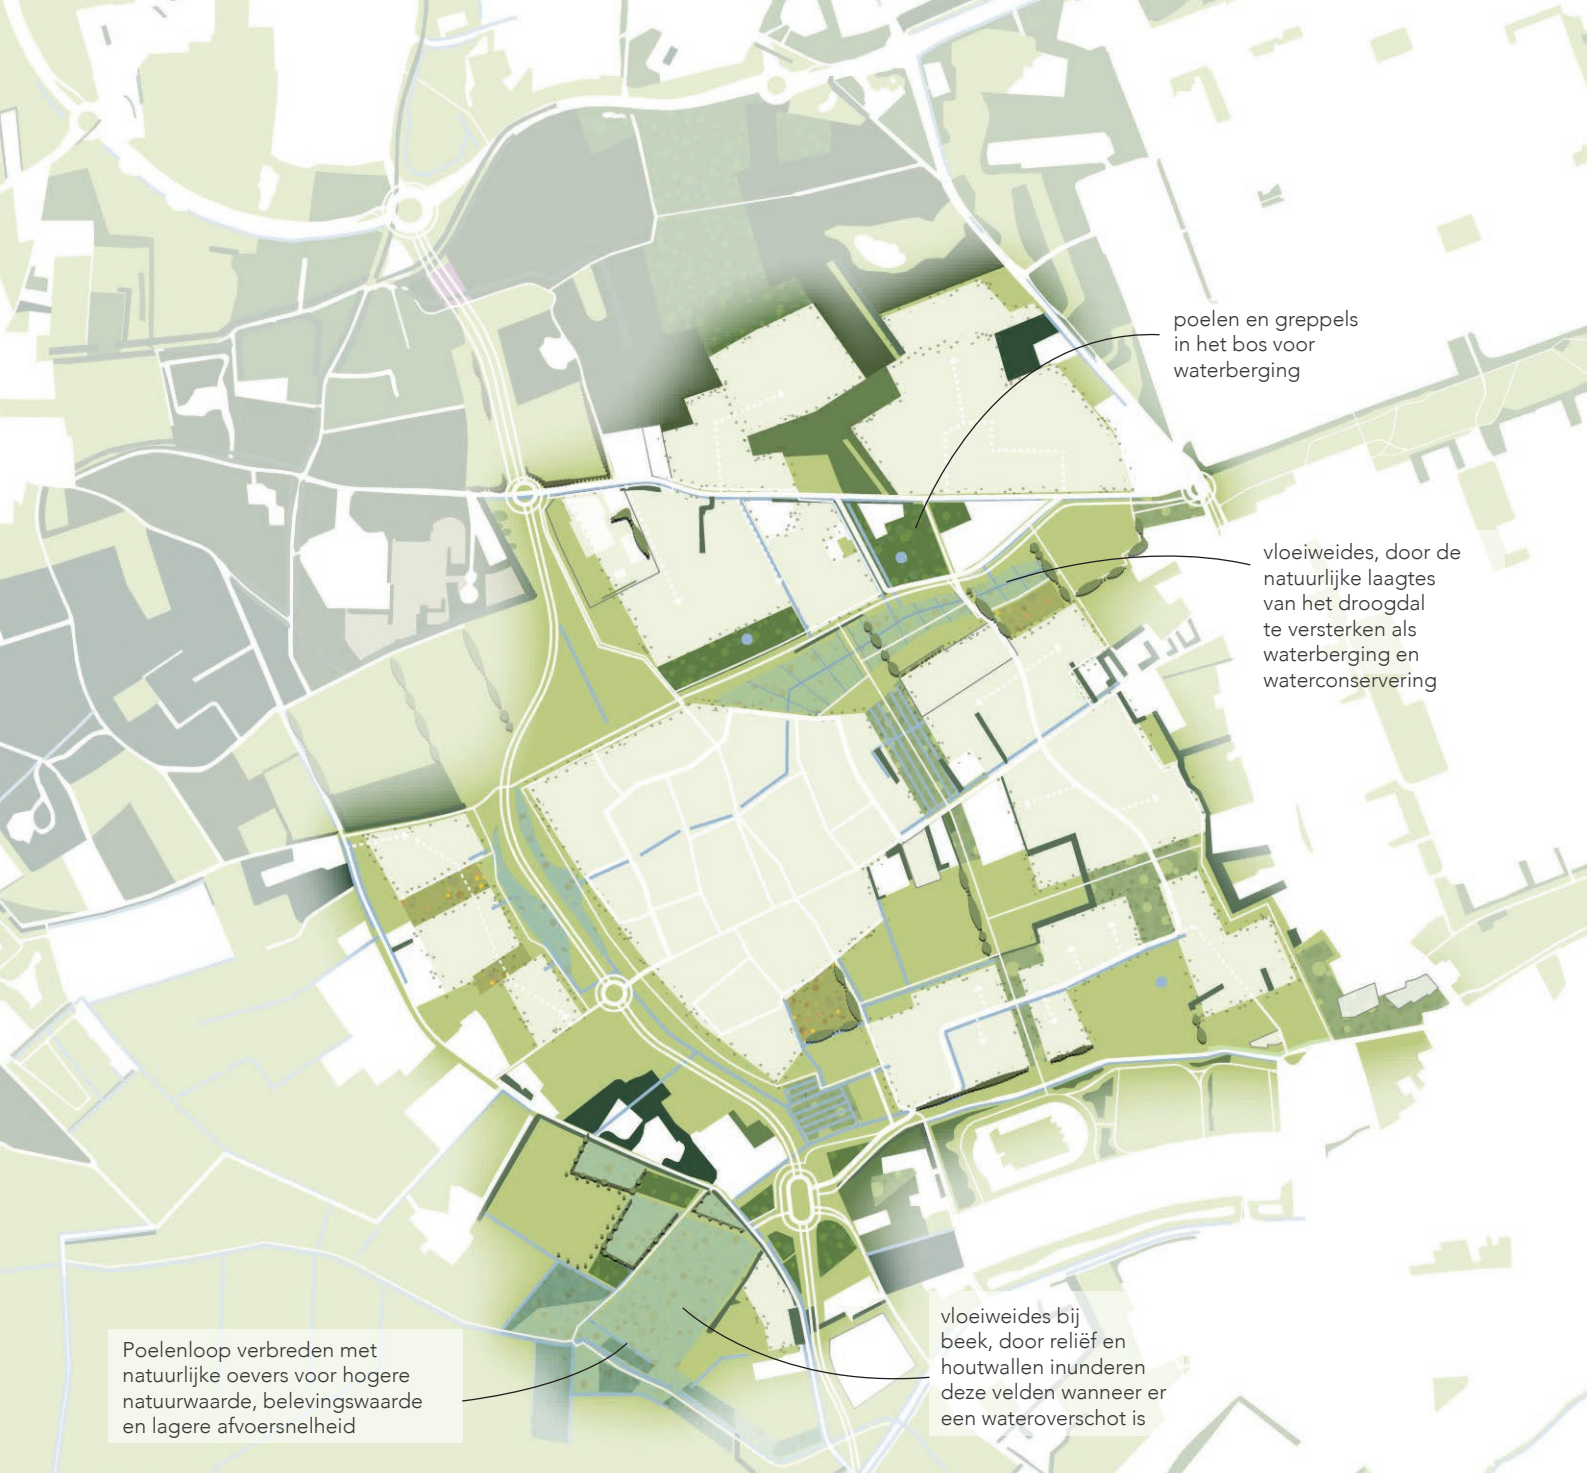 poelen en greppels
in het bos voor
waterberging
vloeiweides, door de
natuurlijke laagtes
van het droogdal
te versterken als
waterberging en
waterconservering
vloeiweides bij
beek, door reliëf en
houtwallen inunderen
deze velden wanneer er
een wateroverschot is
Poelenloop verbreden met
natuurlijke oevers voor hogere
natuurwaarde, belevingswaarde
en lagere afvoersnelheid